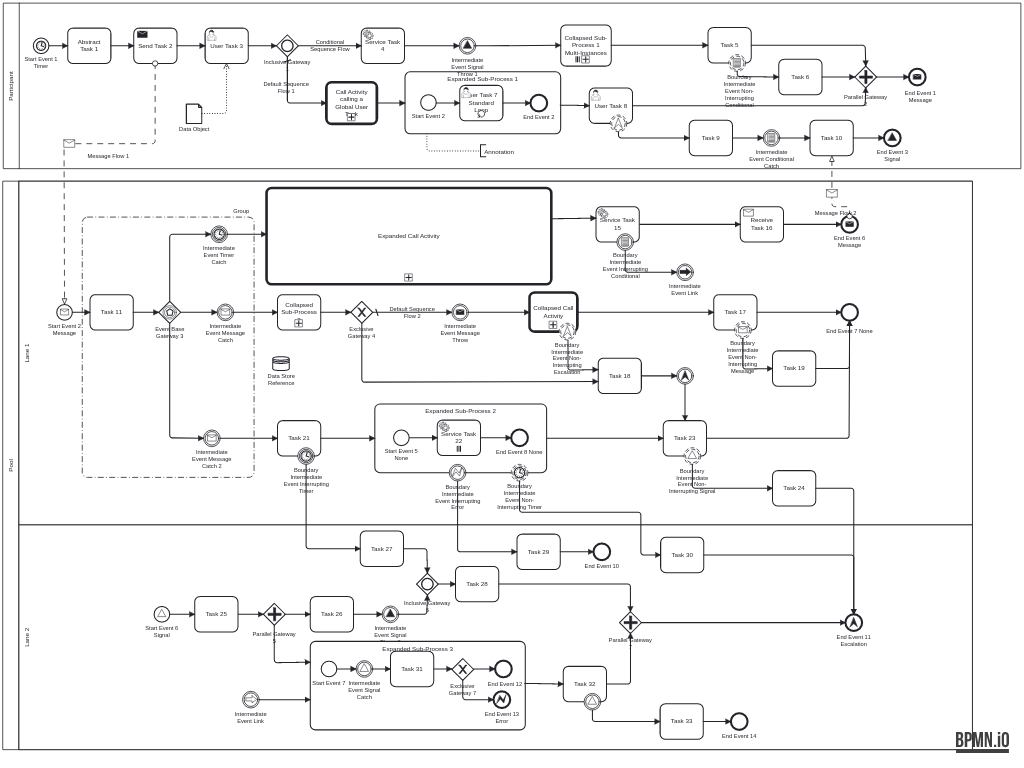 Participant
Start Event 1
Timer
Abstract
Task 1
Send Task 2
User Task 3
Inclusive Gateway
Conditional
Sequence Flow
Default Sequence
Flow 1
Service Task
4
Intermediate
Event Signal
Throw 1
Collapsed Sub-
Process 1
Multi-Instances
Task 5
Boundary
Intermediate
Event Non-
Interrupting
Conditional
Task 6
Parallel Gateway
End Event 1
Message
Data Object
Message Flow 1
Call Activity
calling a
Global User
Expanded Sub-Process 1
Start Event 2
User Task 7
Standard
Loop
End Event 2
Annoration
User Task 8
Task 9
Intermediate
Event Conditional
Catch
Task 10
End Event 3
Signal
Message Flow 2
Pool
Lane 1
Group
Start Event 2
Message
Task 11
Event Base
Gateway 3
Intermediate
Event Timer
Catch
Intermediate
Event Message
Catch
Intermediate
Event Message
Catch 2
Expanded Call Activity
Service Task
15
Boundary
Intermediate
Event Interrupting
Conditional
Intermediate
Event Link
Receive
Task 16
End Event 6
Message
Collapsed
Sub-Process
Exclusive
Gateway 4
Default Sequence
Flow 2
Intermediate
Event Message
Throw
Collapsed Call
Activity
Boundary
Intermediate
Event Non-
Interrupting
Escalation
Task 17
Boundary
Intermediate
Event Non-
Interrupting
Message
End Event 7 None
Task 18
Task 19
Data Store
Reference
Task 21
Boundary
Intermediate
Event Interrupting
Timer
Expanded Sub-Process 2
Start Event 5
None
Service Task
22
End Event 8 None
Boundary
Intermediate
Event Interrupting
Error
Boundary
Intermediate
Event Non-
Interrupting Timer
Task 23
Boundary
Intermediate
Event Non-
Interrupting Signal
Task 24
Lane 2
Task 27
Task 29
End Event 10
Task 30
Inclusive Gateway
Task 28
Start Event 6
Signal
Task 25
Parallel Gateway
5
Task 26
Intermediate
Event Signal
Parallel Gateway
End Event 11
Escalation
Expanded Sub-Process 3
Start Event 7
Intermediate
Event Signal
Catch
Task 31
Exclusive
Gateway 7
End Event 12
End Event 13
Error
Intermediate
Event Link
Task 32
Task 33
End Event 14
BPMN.iO